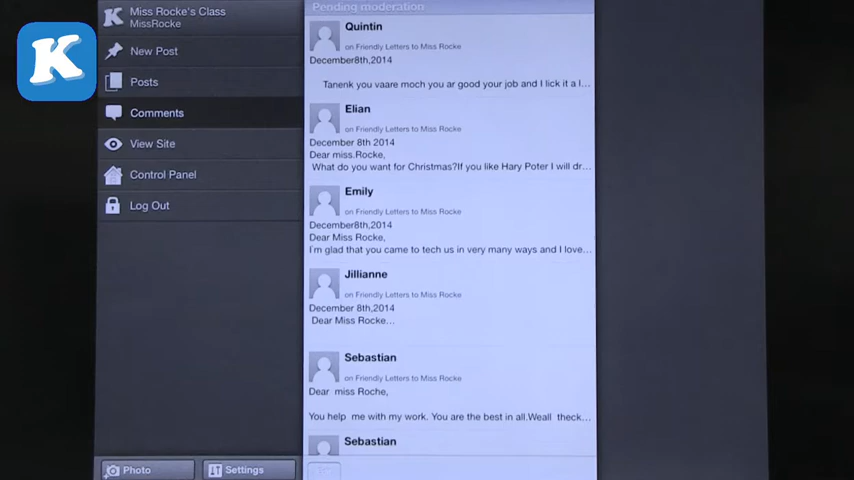 K
Miss Rocke's Class
MissRocke
New Post
Posts
Comments
View Site
Control Panel
Log Out
Photo
Settings
Pending moderation
Quintin
on Friendly Letters to Miss Rocke
December8th,2014
Tanenk you vaare moch you ar good your job and I lick it a l...
Elian
on Friendly Letters to Miss Rocke
December 8th 2014
Dear miss.Rocke,
What do you want for Christmas?If you like Hary Poter I will dr...
Emily
on Friendly Letters to Miss Rocke
December8th,2014
Dear Miss Rocke,
I'm glad that you came to tech us in very many ways and I love...
Jillianne
on Friendly Letters to Miss Rocke
December 8th,2014
Dear Miss Rocke...
Sebastian
on Friendly Letters to Miss Rocke
Dear miss Roche,
You help me with my work. You are the best in all.Weall theck...
Sebastian